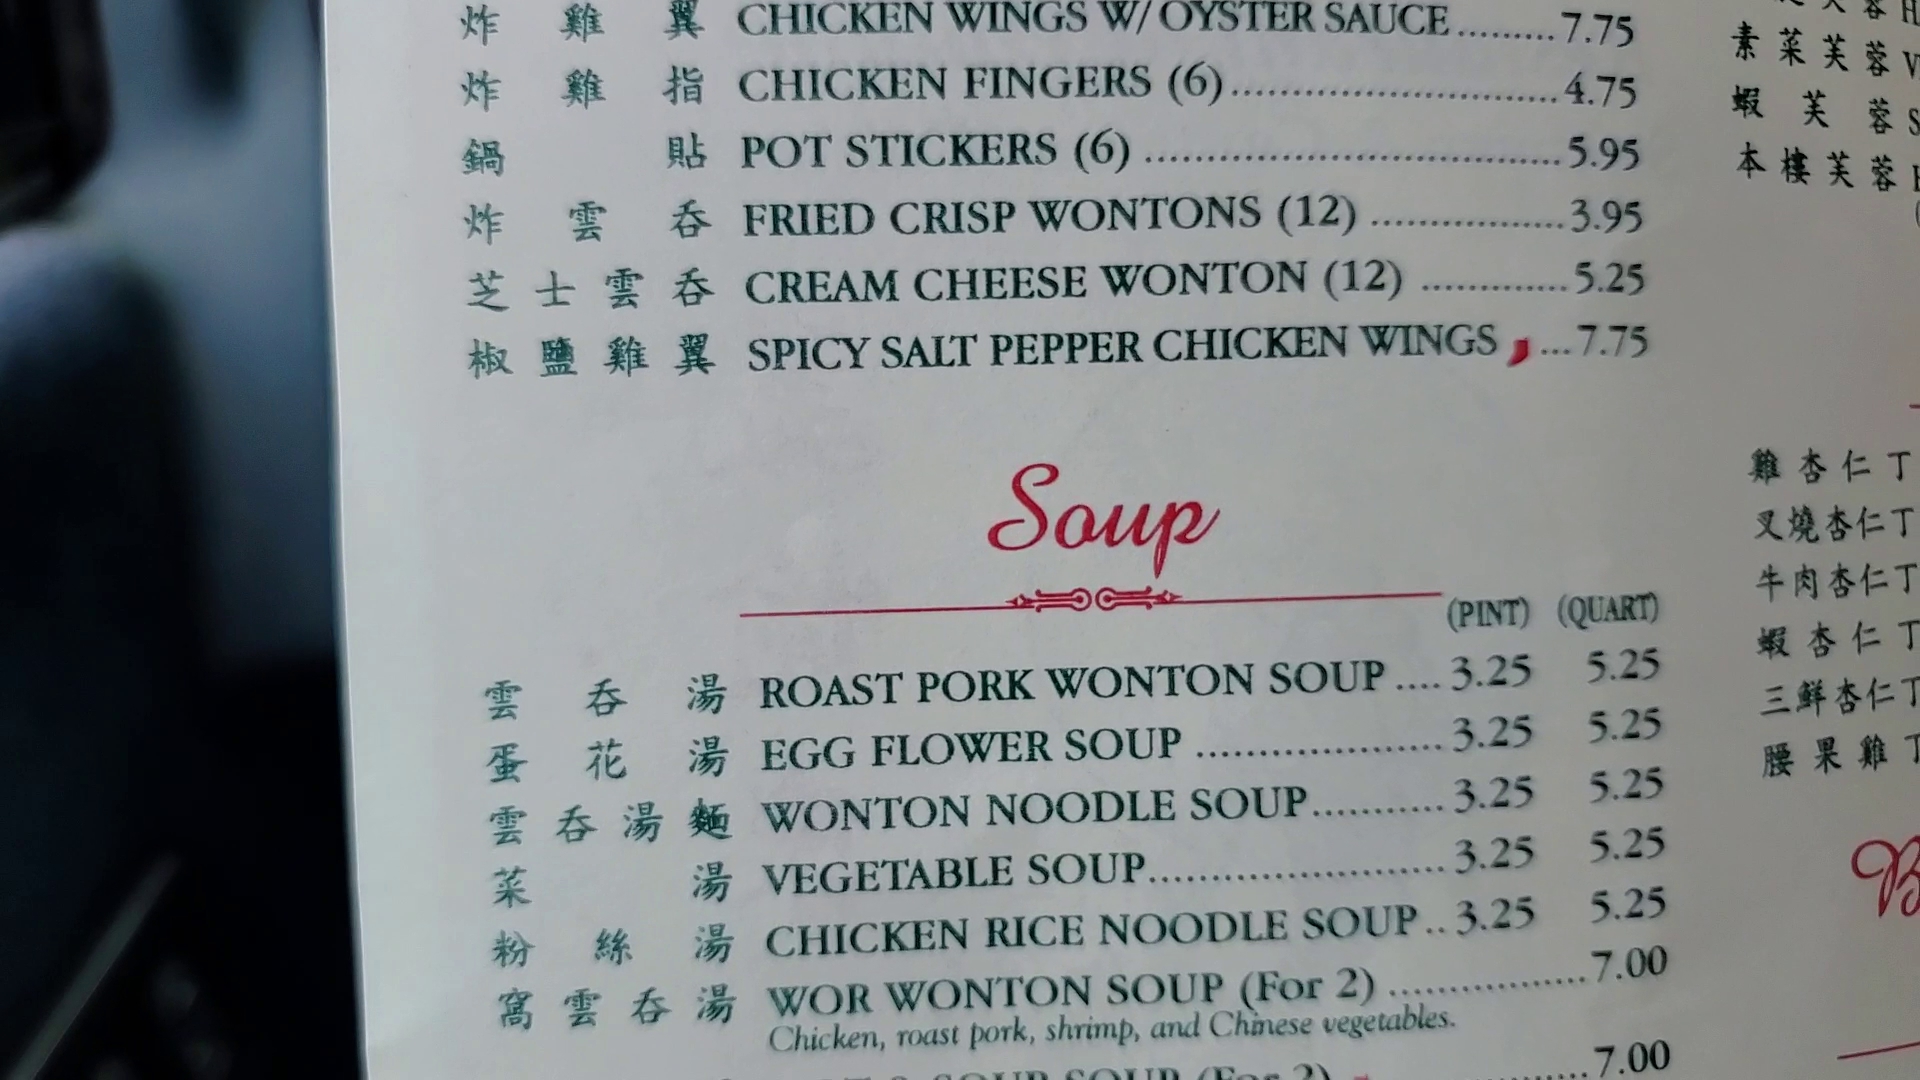 炸雞翼 CHICKEN WINGS W/ OYSTER SAUCE.........7.75
炸雞指 CHICKEN FINGERS (6)..............................4.75
鍋貼 POT STICKERS (6) ......................................5.95
炸雲吞 FRIED CRISP WONTONS (12) .................3.95
芝士雲吞 CREAM CHEESE WONTON (12) .............5.25
椒鹽雞翼 SPICY SALT PEPPER CHICKEN WINGS ...7.75
Soup
(PINT) (QUART)
雲吞湯 ROAST PORK WONTON SOUP .... 3.25 5.25
蛋花湯 EGG FLOWER SOUP ...................... 3.25 5.25
雲吞湯麵 WONTON NOODLE SOUP........... 3.25 5.25
菜湯 VEGETABLE SOUP.......................... 3.25 5.25
粉絲湯 CHICKEN RICE NOODLE SOUP .. 3.25 5.25
窩雲吞湯 WOR WONTON SOUP (For 2) .................7.00
Chicken, roast pork, shrimp, and Chinese vegetables.
SOUP (For 2) ...........7.00
素菜芙蓉
蝦芙蓉
本樓芙蓉
雞杏仁丁
叉燒杏仁丁
牛肉杏仁丁
蝦杏仁丁
三鮮杏仁丁
腰果雞丁